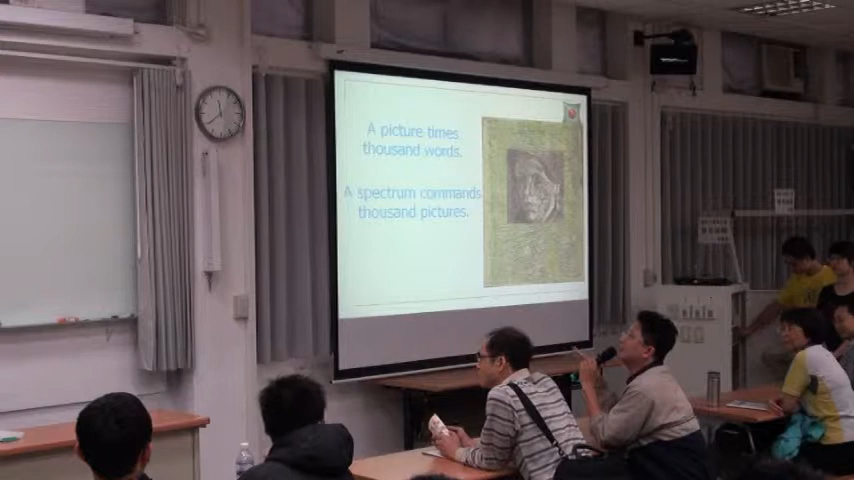 A picture times
thousand words.
A spectrum commands
thousand pictures.